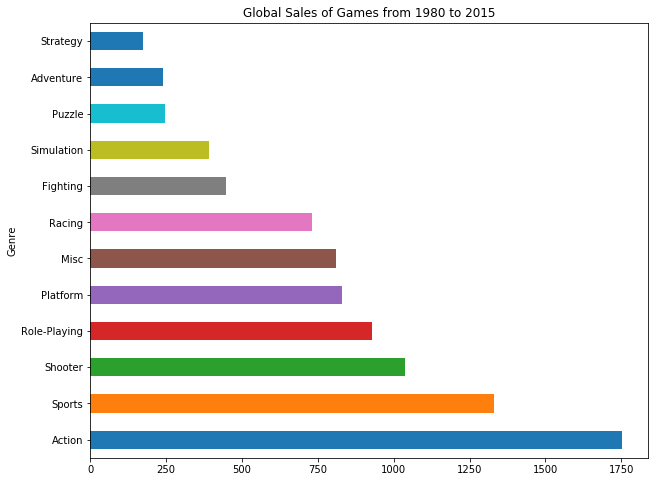 Global Sales of Games from 1980 to 2015
Genre
Strategy
Adventure
Puzzle
Simulation
Fighting
Racing
Misc
Platform
Role-Playing
Shooter
Sports
Action
0 250 500 750 1000 1250 1500 1750